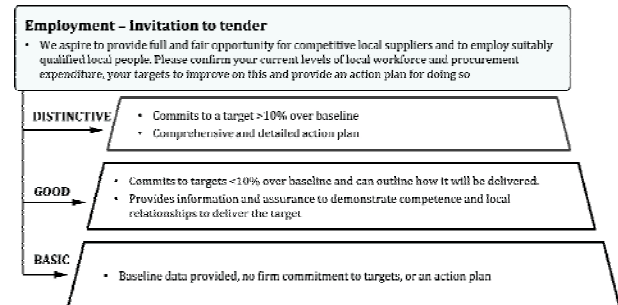 Employment – invitation to tender
• We aspire to provide full and fair opportunity for competitive local suppliers and to employ suitably
qualified local people. Please confirm your current levels of local workforce and procurement
expenditure, your targets to improve on this and provide an action plan for doing so
DISTINCTIVE
• Commits to a target >10% over baseline
• Comprehensive and detailed action plan
GOOD
• Commits to targets <10% over baseline and can outline how it will be delivered.
• Provides information and assurance to demonstrate competence and local
relationships to deliver the target
BASIC
• Baseline data provided, no firm commitment to targets, or an action plan